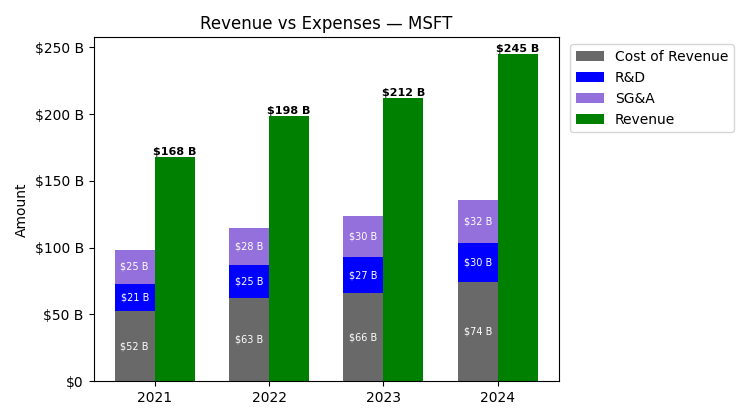 Revenue vs Expenses — MSFT
$250 B
$200 B
$150 B
$100 B
$50 B
$0
Amount
$168 B
$198 B
$212 B
$245 B
$25 B
$28 B
$30 B
$32 B
$21 B
$25 B
$27 B
$30 B
$52 B
$63 B
$66 B
$74 B
2021
2022
2023
2024
Cost of Revenue
R&D
SG&A
Revenue